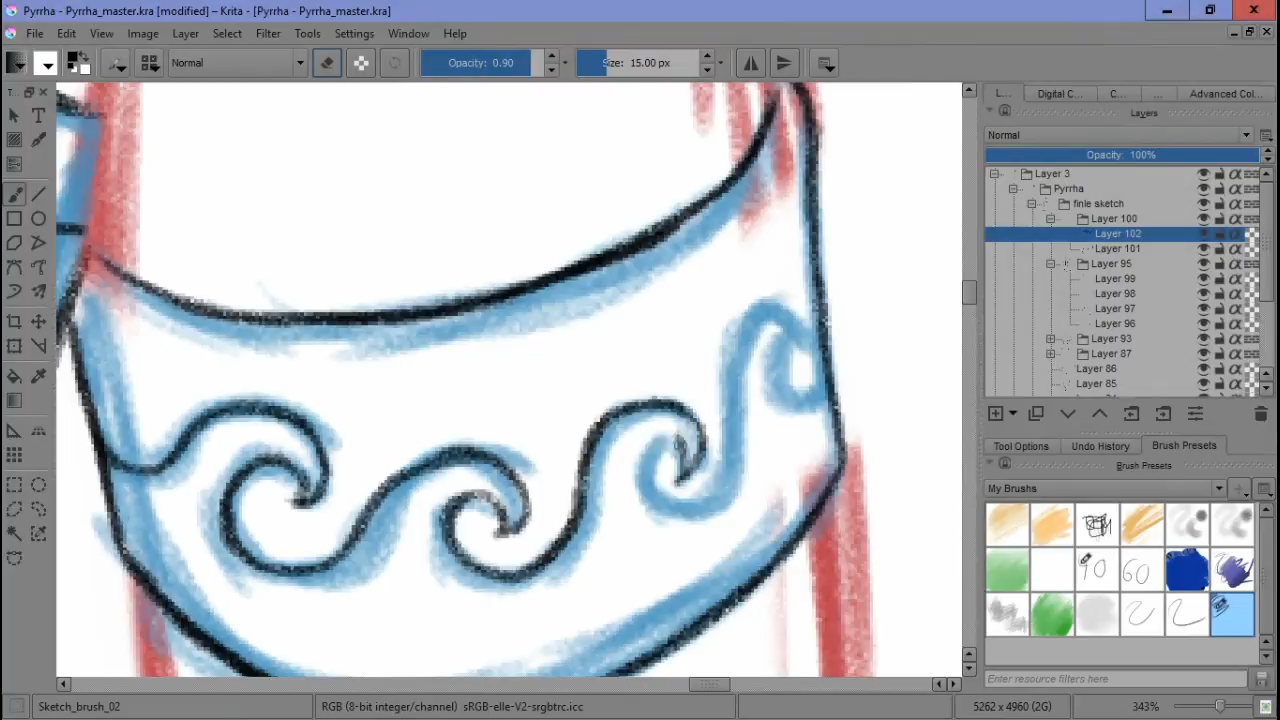 Pyrrha - Pyrrha_master.kra [modified] – Krita - [Pyrrha - Pyrrha_master.kra]
File Edit View Image Layer Select Filter Tools Settings Window Help
Normal Opacity: 0.90 Size: 15.00 px
T... L... Digital C... C... ... Advanced Col...
Layers
Normal
Opacity: 100%
Layer 3
Pyrrha
finle sketch
Layer 100
Layer 102
Layer 101
Layer 95
Layer 99
Layer 98
Layer 97
Layer 96
Layer 93
Layer 87
Layer 86
Layer 85
Tool Options Undo History Brush Presets
Brush Presets
My Brushes
Enter resource filters here
Sketch_brush_02 RGB (8-bit integer/channel) sRGB-elle-V2-srgbtrc.icc 5262 x 4960 (2G) 343%